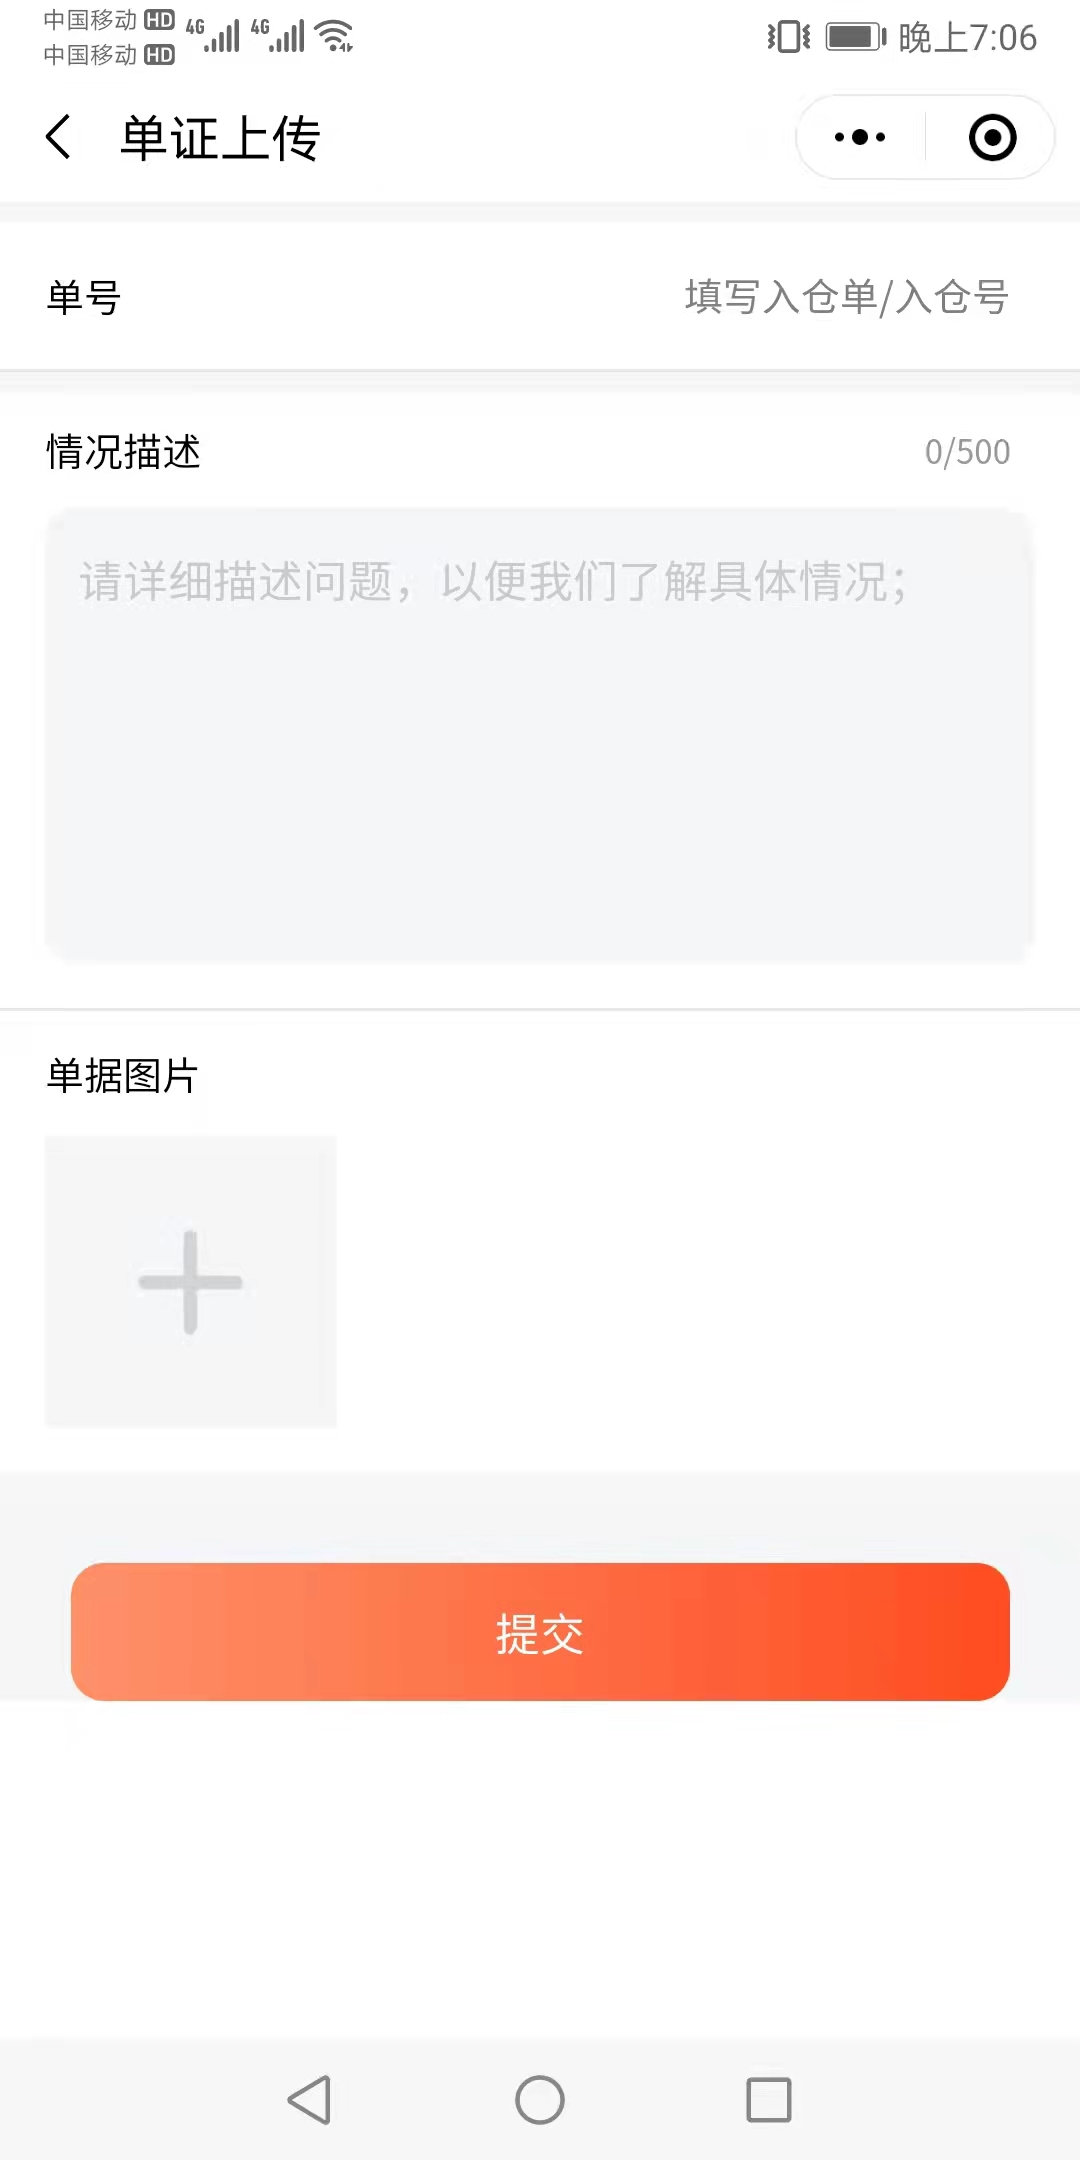 中国移动 HD 4G 4G
中国移动 HD
晚上7:06
单证上传
单号 填写入仓单/入仓号
情况描述 0/500
请详细描述问题，以便我们了解具体情况；
单据图片
提交